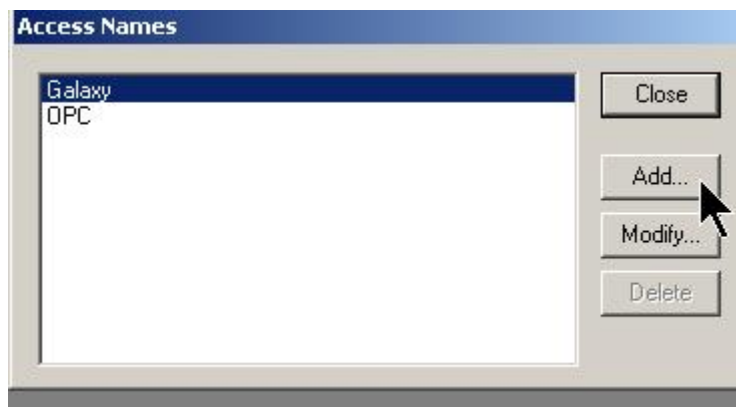 Access Names
Galaxy
OPC
Close
Add...
Modify...
Delete